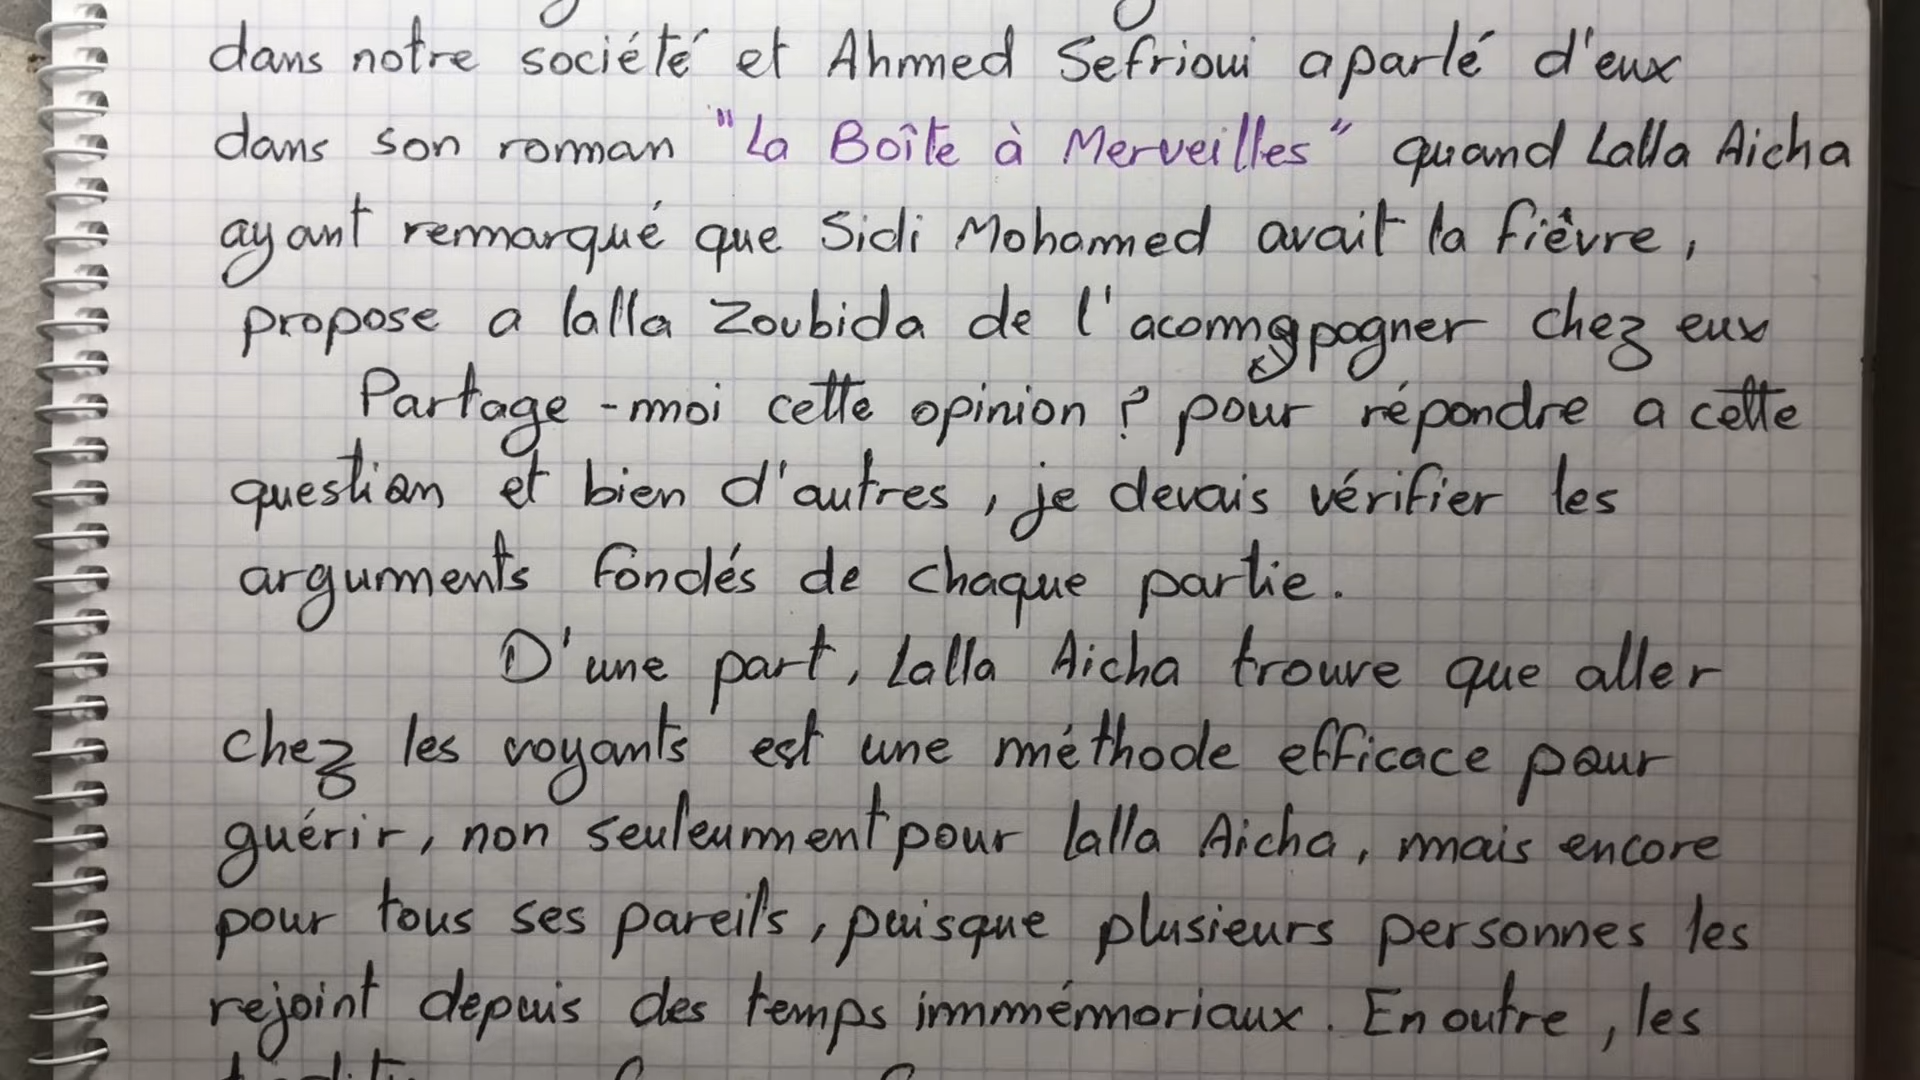 dans notre société et Ahmed Sefrioui a parlé d'eux
dans son roman "La Boîte à Merveilles" quand Lalla Aicha
ayant remarqué que Sidi Mohamed avait la fièvre,
propose a lalla Zoubida de l'acompagner chez eux
Partage-moi cette opinion ? pour répondre a cette
question et bien d'autres, je devais vérifier les
arguments fondés de chaque partie.
D'une part, Lalla Aicha trouve que aller
chez les voyants est une méthode efficace pour
guérir, non seuleument pour lalla Aicha, mais encore
pour tous ses pareils, puisque plusieurs personnes les
rejoint depuis des temps immémoriaux. En outre, les